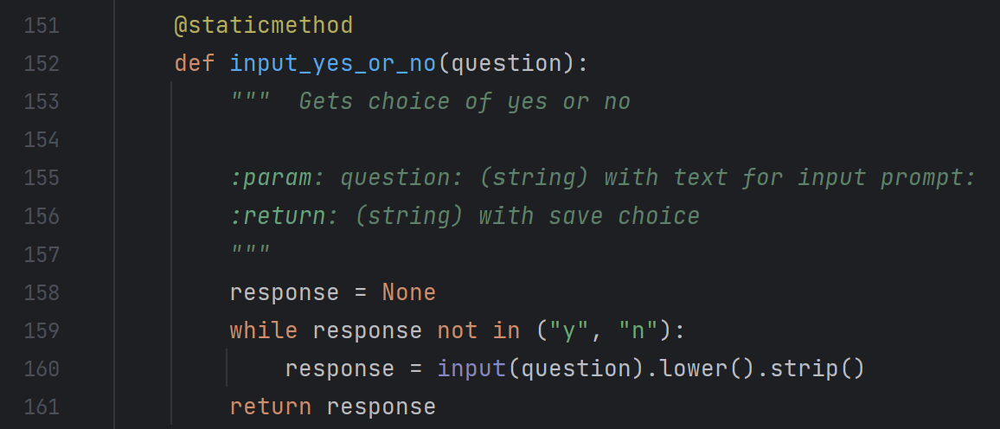 151 @staticmethod
152 def input_yes_or_no(question):
153 """  Gets choice of yes or no
154
155 :param: question: (string) with text for input prompt:
156 :return: (string) with save choice
157 """
158 response = None
159 while response not in ("y", "n"):
160 response = input(question).lower().strip()
161 return response